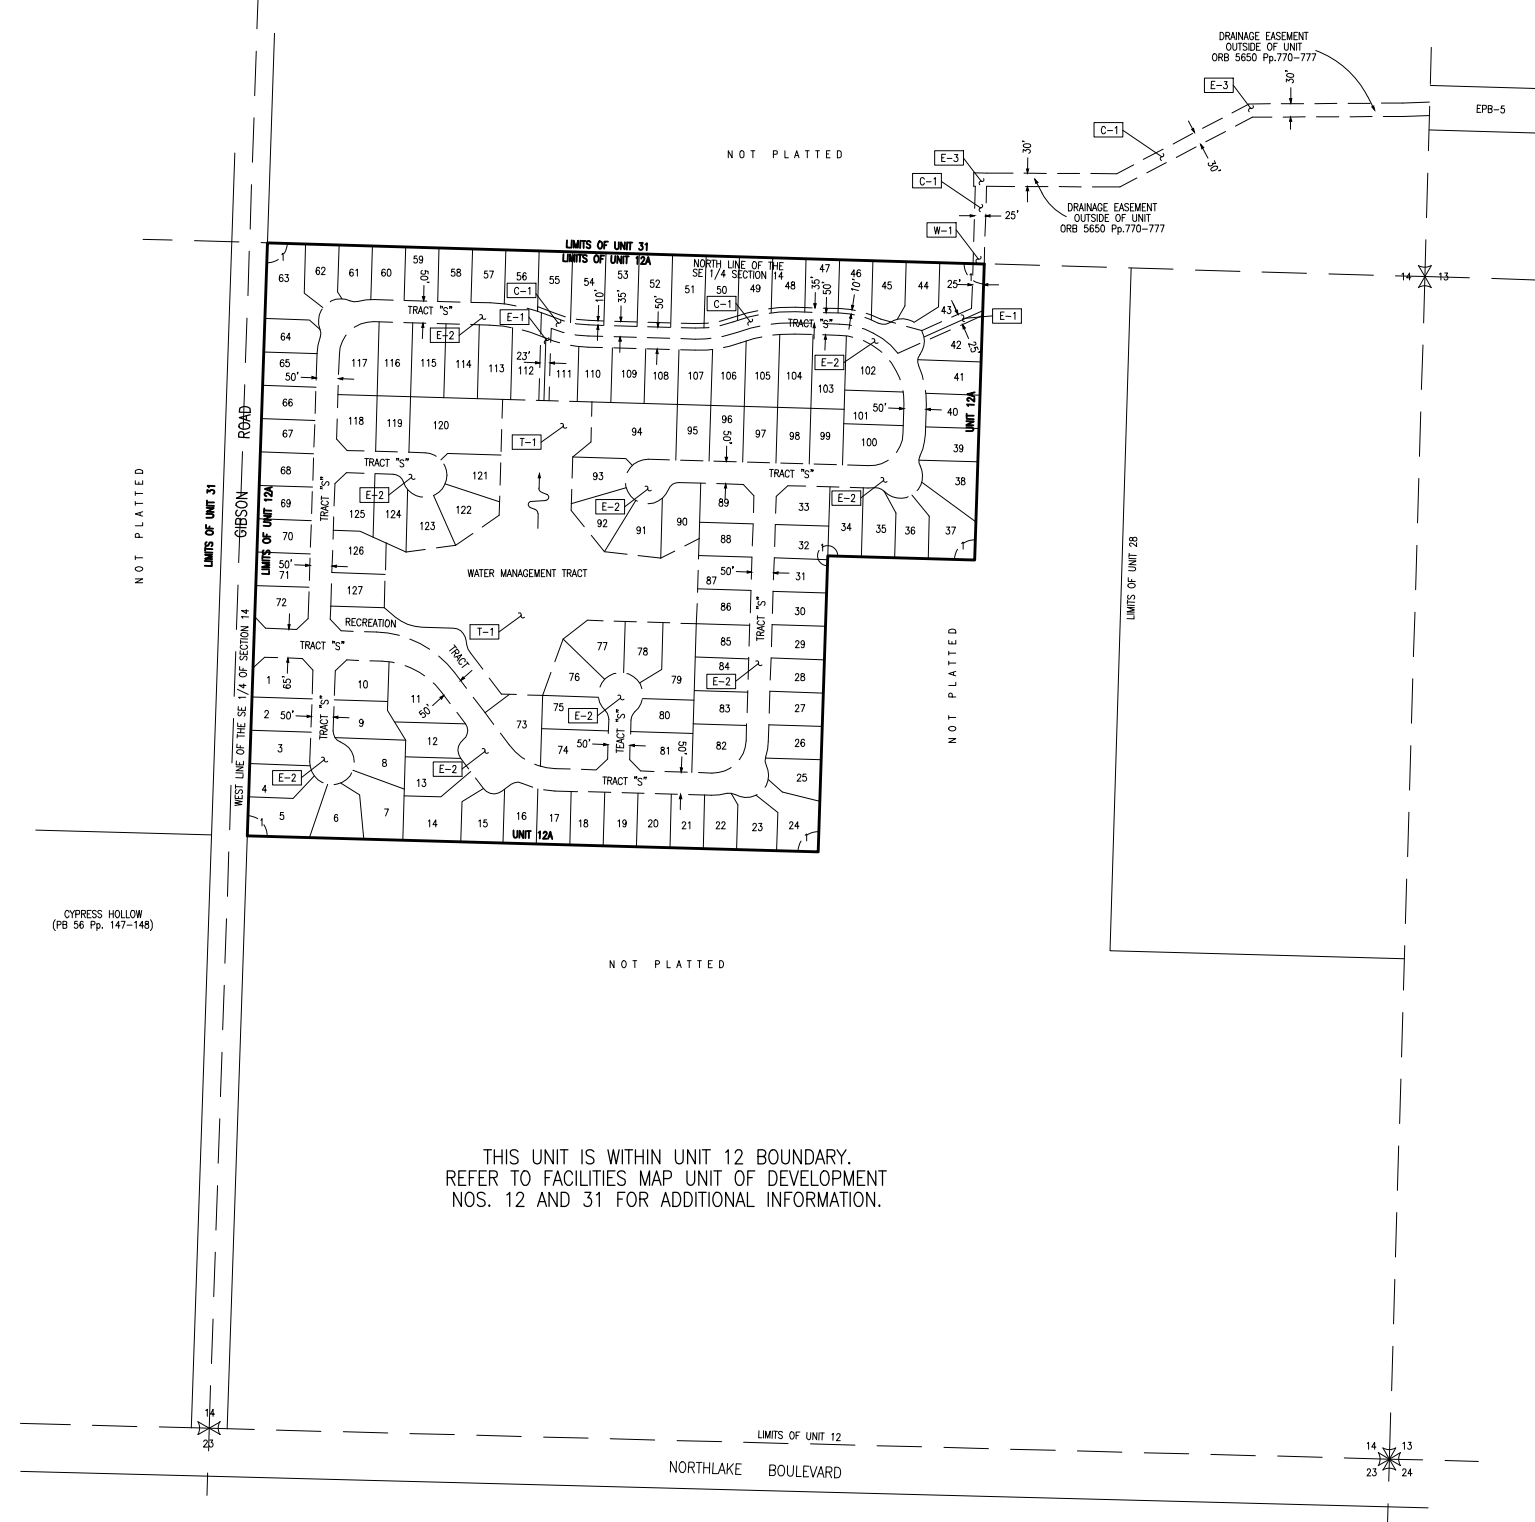 DRAINAGE EASEMENT
OUTSIDE OF UNIT
ORB 5650 Pp.770-777
E-3
30'
EPB-5
C-1
30'
NOT PLATTED
E-3
30'
C-1
DRAINAGE EASEMENT
OUTSIDE OF UNIT
ORB 5650 Pp.770-777
25'
W-1
LIMITS OF UNIT 31
LIMITS OF UNIT 12A
NORTH LINE OF THE
SE 1/4 SECTION 14
14 13
63 62 61 60 59 58 57 56 55 54 53 52 51 50 49 48 47 46 45 44 25'
50'
C-1
10' 35' 50'
C-1
35' 50' 10'
43
E-1
TRACT "S"
E-1
E-2
TRACT "S"
E-2
64
42
25'
65
50'
117 116 115 114 113 112 111 110 109 108 107 106 105 104 103 102
23'
41
66
50'
40
UNIT 12A
101
67
118 119 120
T-1
94 95 96 97 98 99 100
50'
39
GIBSON ROAD
68
TRACT "S"
121
93
TRACT "S"
38
E-2
E-2
E-2
69
TRACT "S"
125 124 123 122
92 91 90 89
33
34 35 36 37
LIMITS OF UNIT 31
LIMITS OF UNIT 12A
NOT PLATTED
70
126
88
32
1
1
50'
71
WATER MANAGEMENT TRACT
50'
87
31
LIMITS OF UNIT 28
72
127
86
30
TRACT "S"
RECREATION
TRACT
T-1
TRACT "S"
77 78
85
29
NOT PLATTED
65'
1
10
11
76
79
84
28
E-2
WEST LINE OF THE SE 1/4 OF SECTION 14
2
50'
TRACT "S"
9
50'
73
75
E-2
TEACT "S"
80
83
27
3
12
74
50'
81
50'
82
26
E-2
8
E-2
4
13
TRACT "S"
25
5 6 7 14 15 16 17 18 19 20 21 22 23 24
1
1
1
UNIT 12A
CYPRESS HOLLOW
(PB 56 Pp. 147-148)
NOT PLATTED
THIS UNIT IS WITHIN UNIT 12 BOUNDARY.
REFER TO FACILITIES MAP UNIT OF DEVELOPMENT
NOS. 12 AND 31 FOR ADDITIONAL INFORMATION.
14
23
LIMITS OF UNIT 12
14 13
23 24
NORTHLAKE BOULEVARD